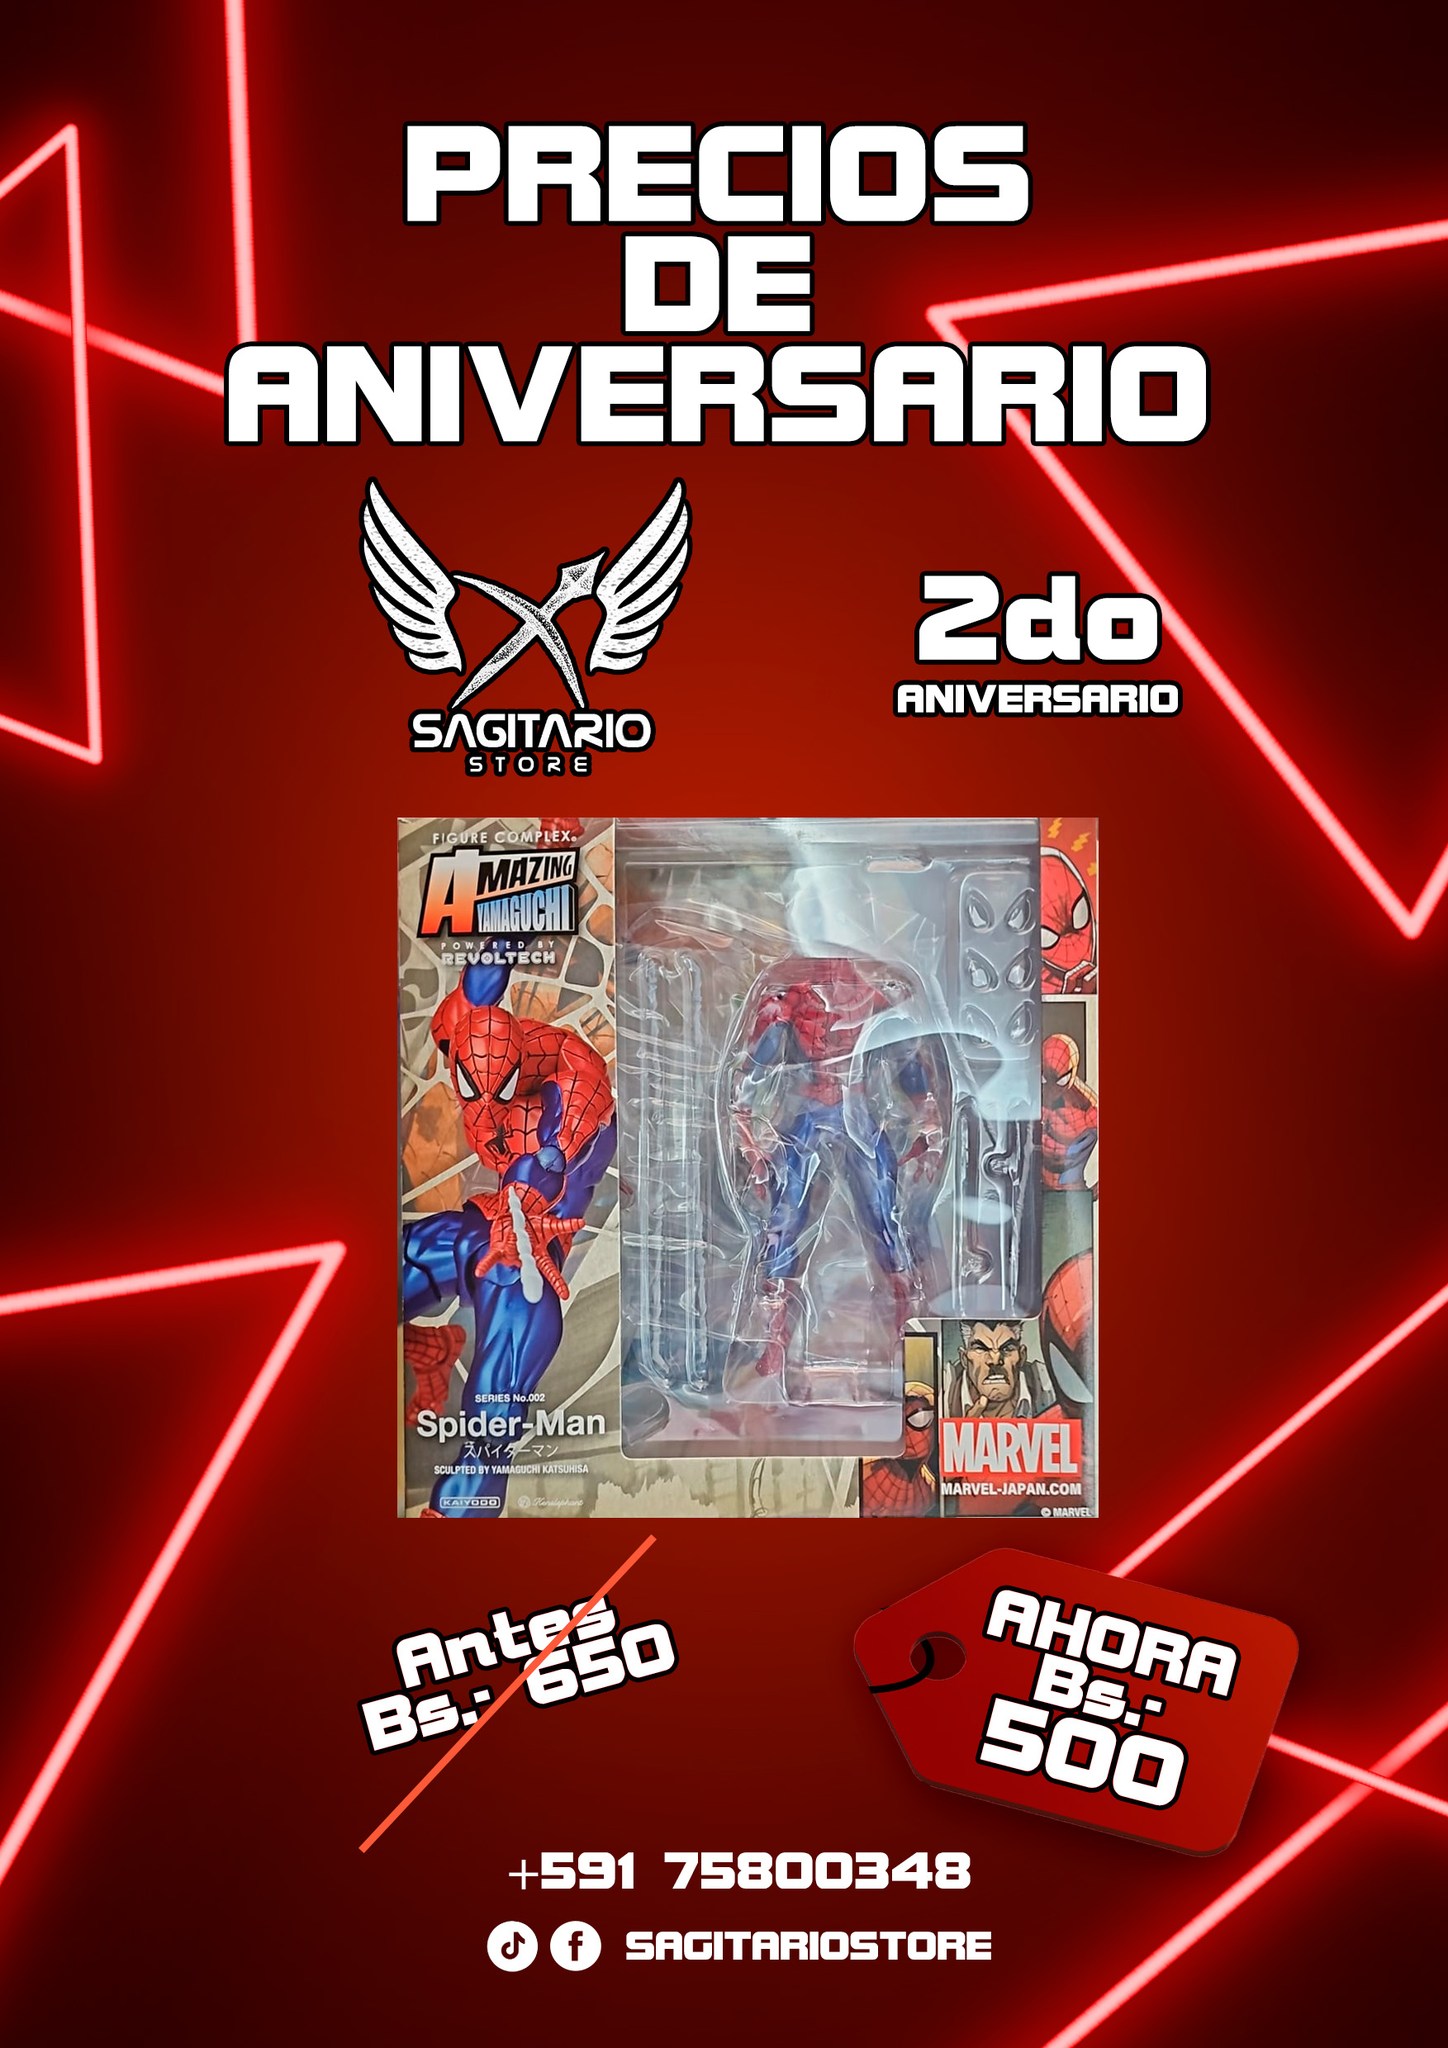 PRECIOS
DE
ANIVERSARIO
SAGITARIO
STORE
2do
ANIVERSARIO
FIGURE COMPLEX®
AMAZING
YAMAGUCHI
POWERED BY
REVOLTECH
SERIES No.002
Spider-Man
スパイダーマン
SCULPTED BY YAMAGUCHI KATSUHISA
KAIYODO Kenelephant
MARVEL
MARVEL-JAPAN.COM
© MARVEL
Antes
Bs.: 650
AHORA
Bs.:
500
+591 75800348
SAGITARIOSTORE